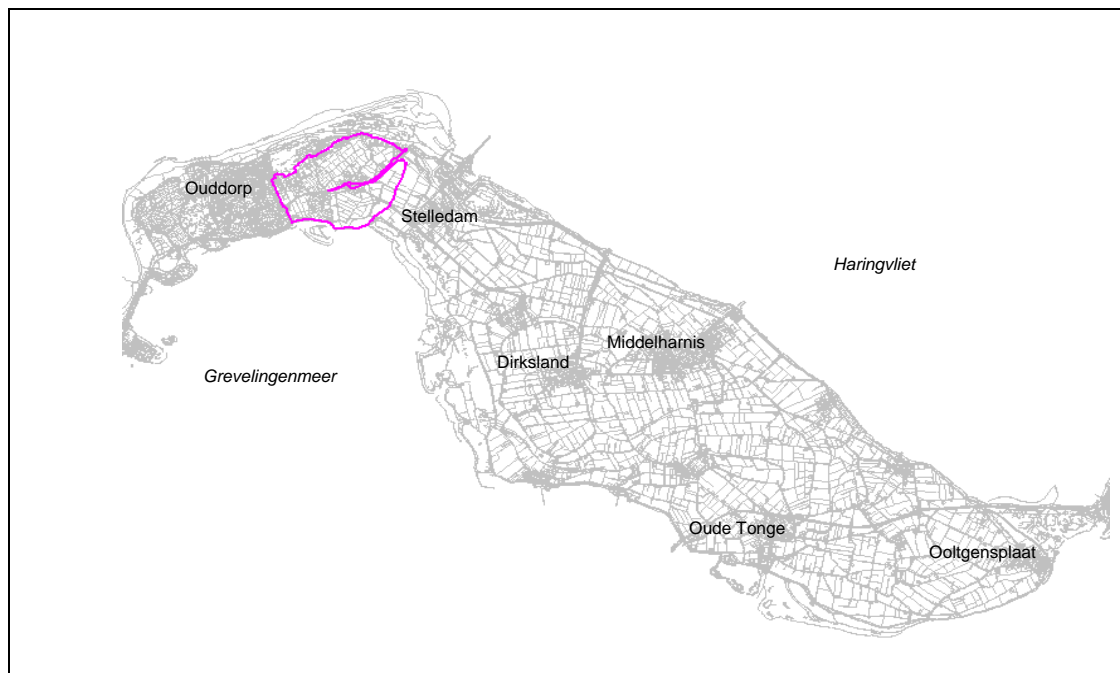 Ouddorp
Stelledam
Haringvliet
Middelharnis
Dirksland
Grevelingenmeer
Oude Tonge
Ooltgensplaat